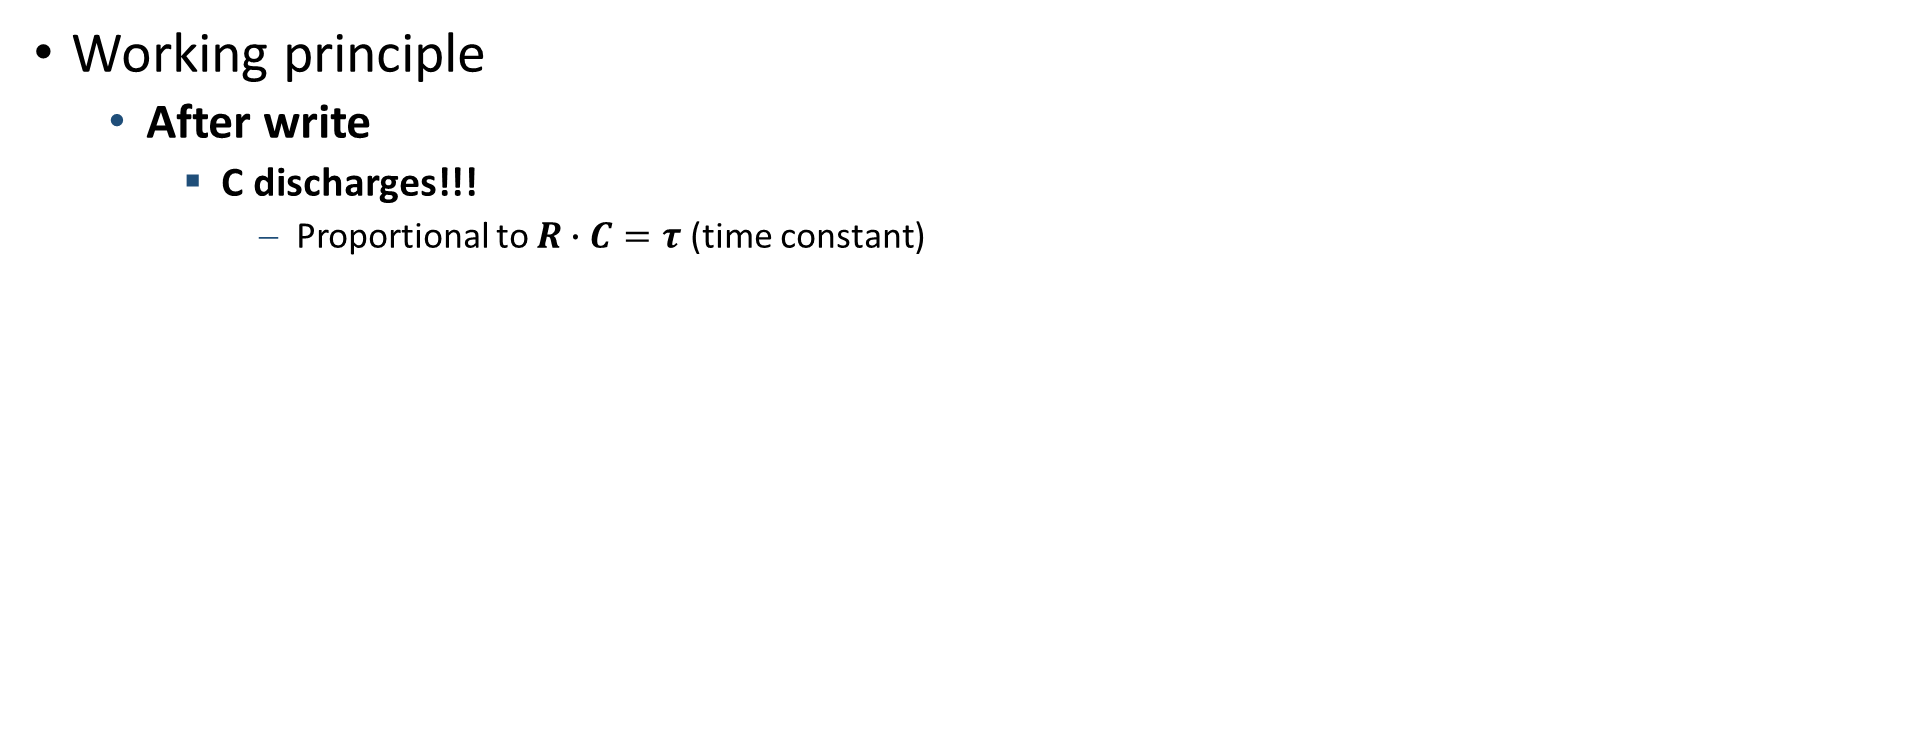 • Working principle
• After write
▪ C discharges!!!
– Proportional to R · C = τ (time constant)